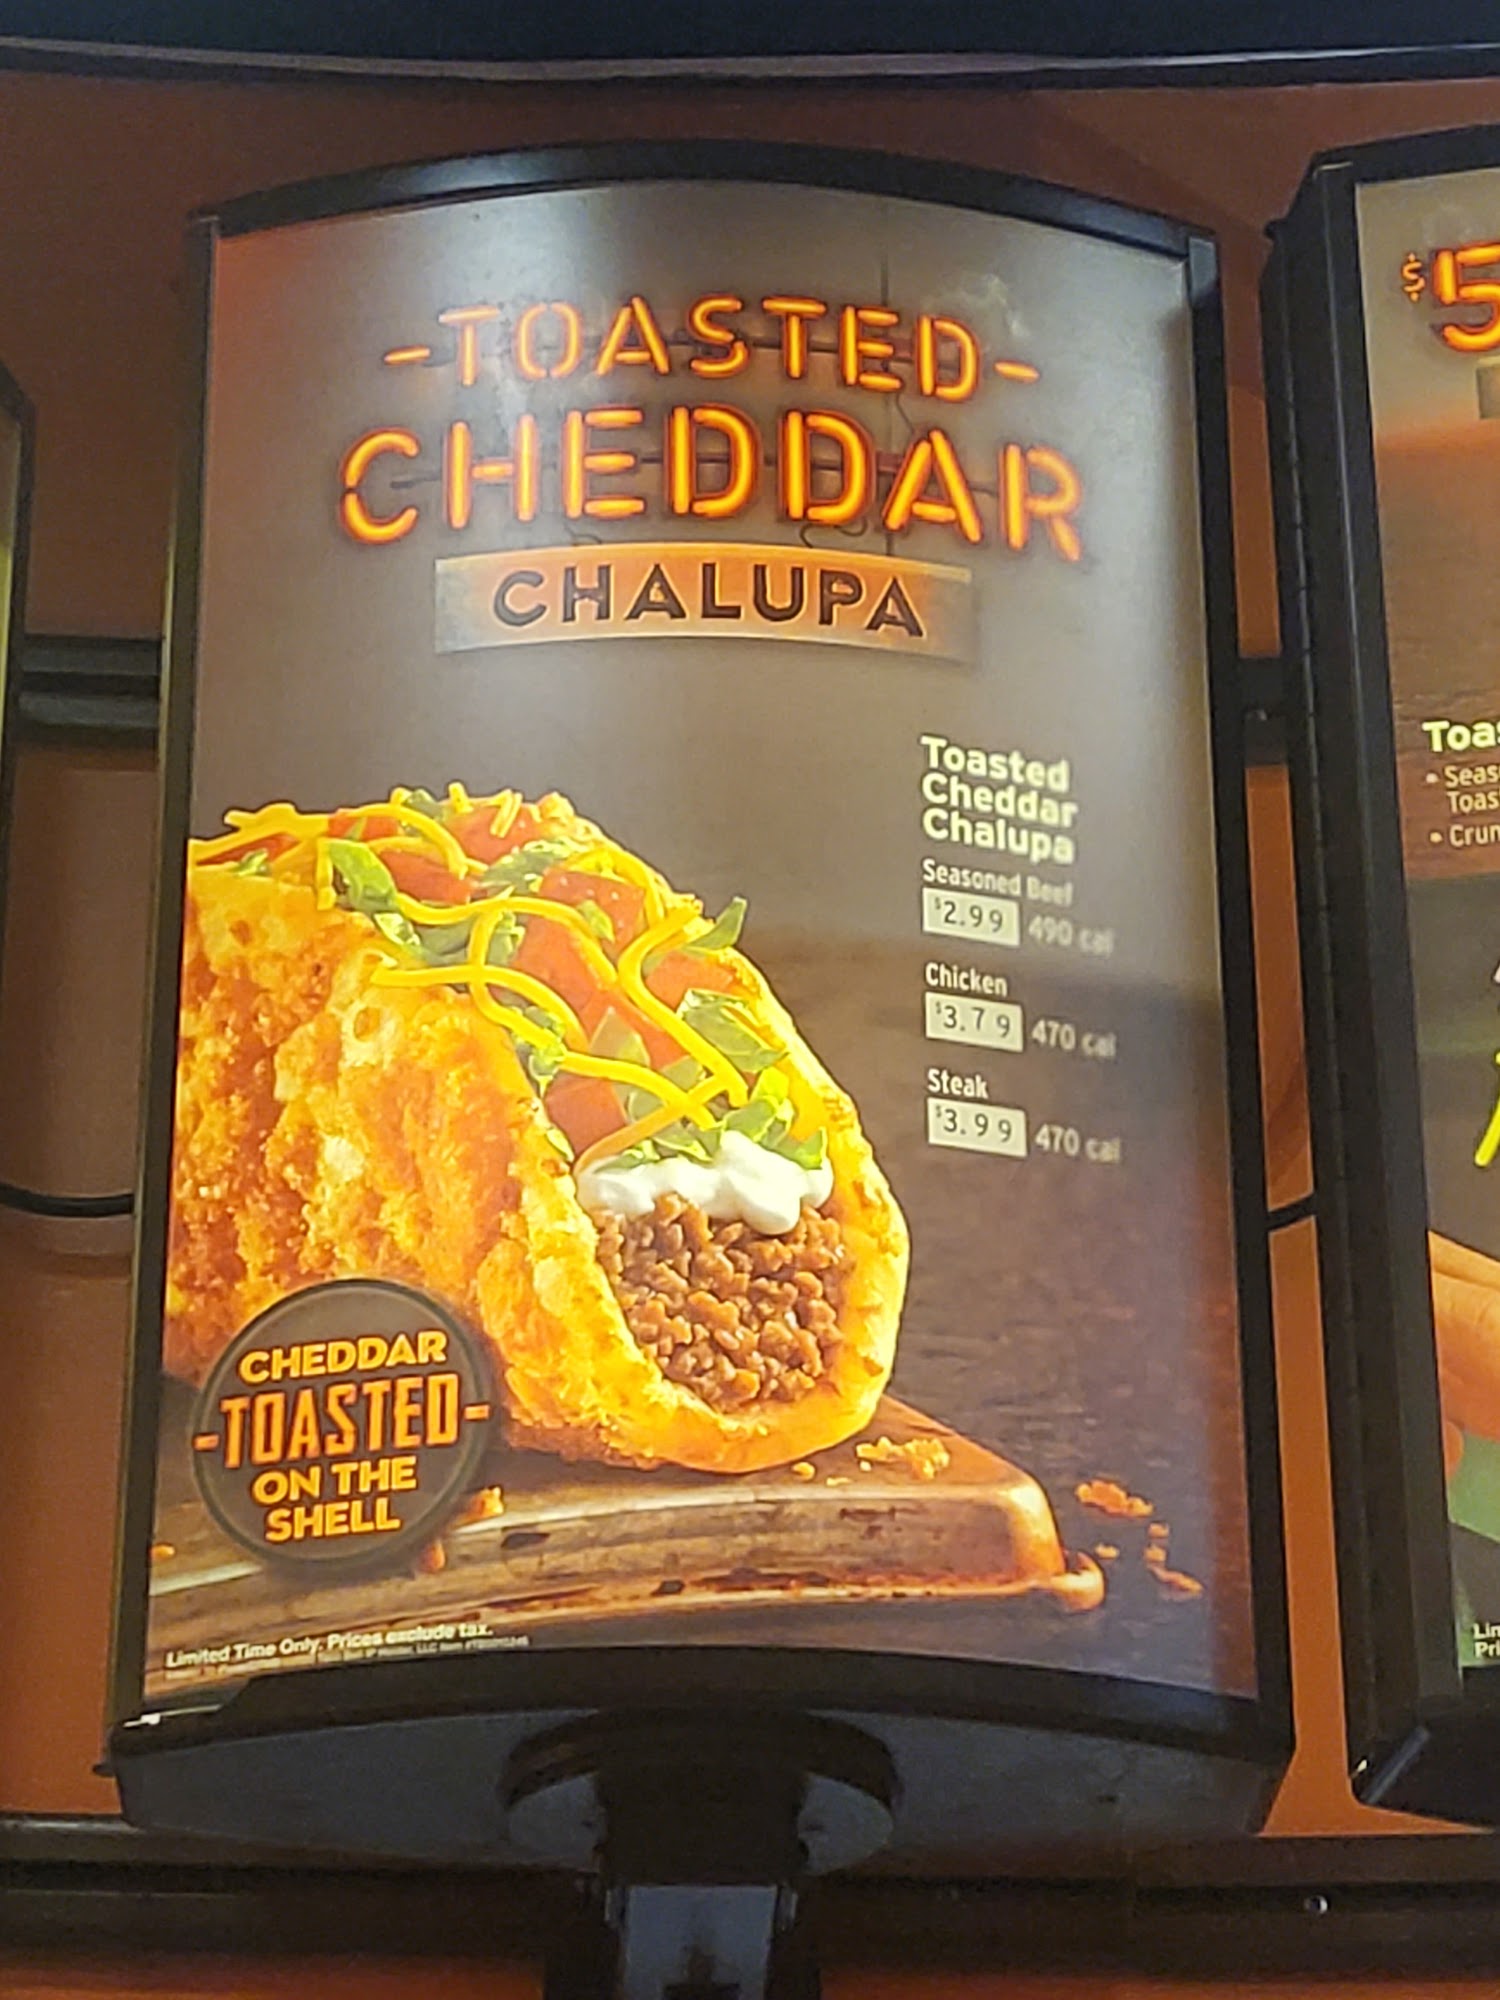 -TOASTED-
CHEDDAR
CHALUPA
Toasted
Cheddar
Chalupa
Seasoned Beef
$2.99 490 cal
Chicken
$3.79 470 cal
Steak
$3.99 470 cal
CHEDDAR
-TOASTED-
ON THE
SHELL
Limited Time Only. Prices exclude tax.
$5
Toas
• Seas
Toas
• Crun
Lim
Pri